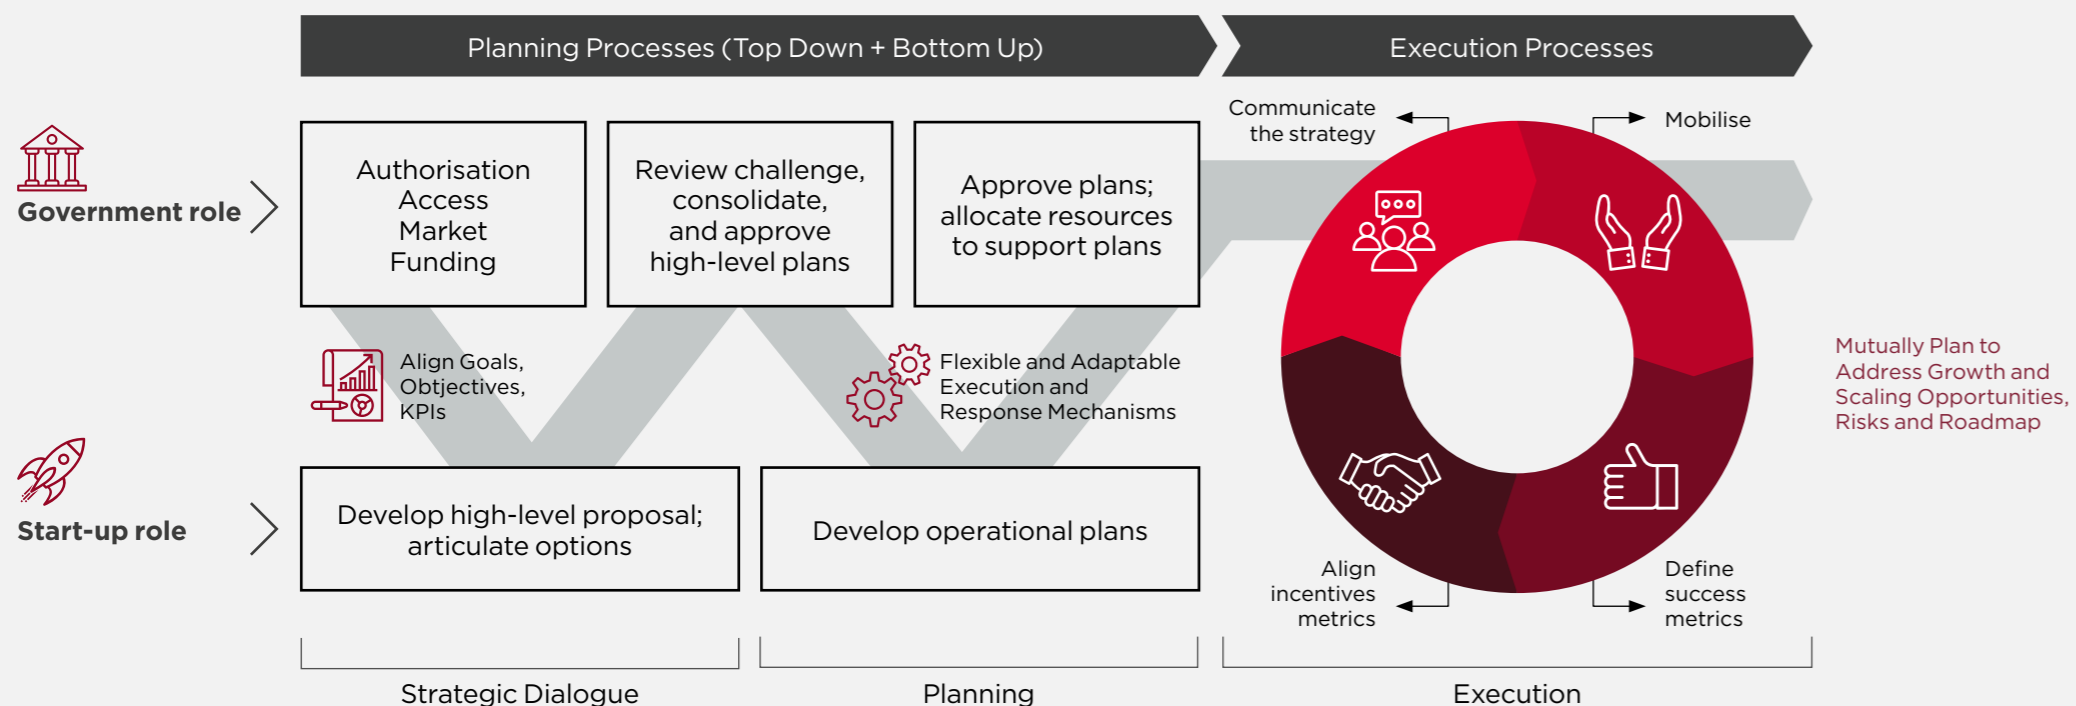 Planning Processes (Top Down + Bottom Up)
Execution Processes
Government role
Authorisation
Access
Market
Funding
Review challenge,
consolidate,
and approve
high-level plans
Approve plans;
allocate resources
to support plans
Communicate
the strategy
Mobilise
Align Goals,
Obtjectives,
KPIs
Flexible and Adaptable
Execution and
Response Mechanisms
Mutually Plan to
Address Growth and
Scaling Opportunities,
Risks and Roadmap
Start-up role
Develop high-level proposal;
articulate options
Develop operational plans
Align
incentives
metrics
Define
success
metrics
Strategic Dialogue
Planning
Execution